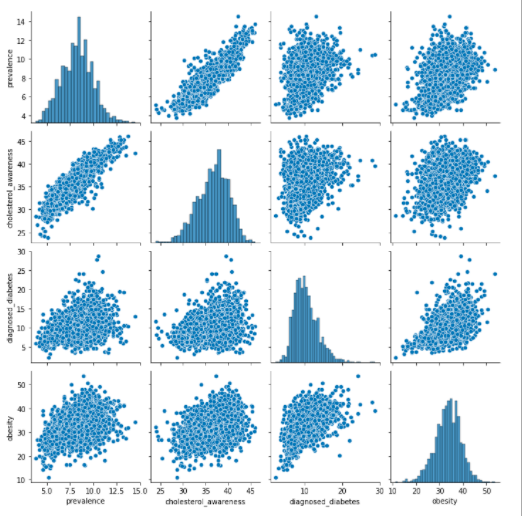 14
12
10
8
6
4
prevalence
45
40
35
30
25
cholesterol_awareness
30
25
20
15
10
5
diagnosed_diabetes
50
40
30
20
10
obesity
5.0 7.5 10.0 12.5 15.0
25 30 35 40 45
0 10 20 30
10 20 30 40 50
prevalence cholesterol_awareness diagnosed_diabetes obesity